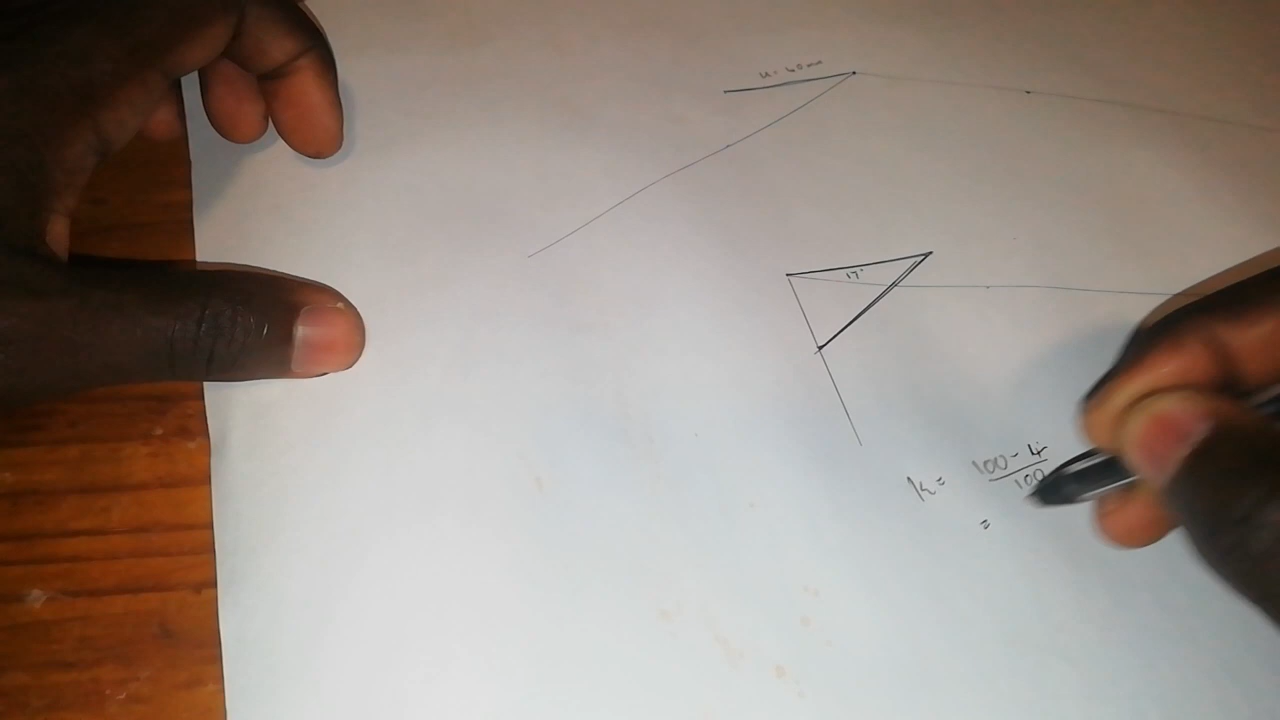 17°
K = 100 - 4
100
=